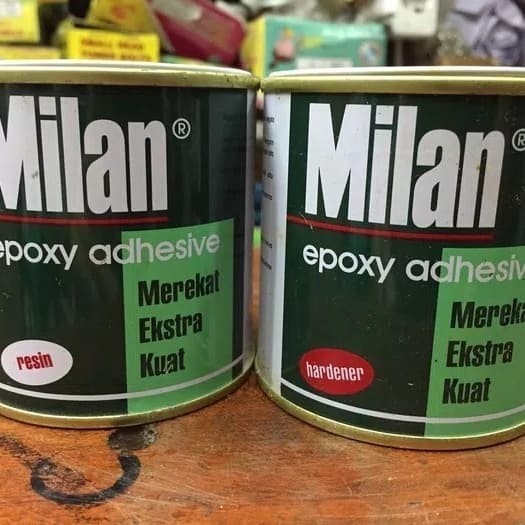 Milan®
epoxy adhesive
Merekat
Ekstra
Kuat
resin
Milan®
epoxy adhesiv
Mereka
Ekstra
Kuat
hardener